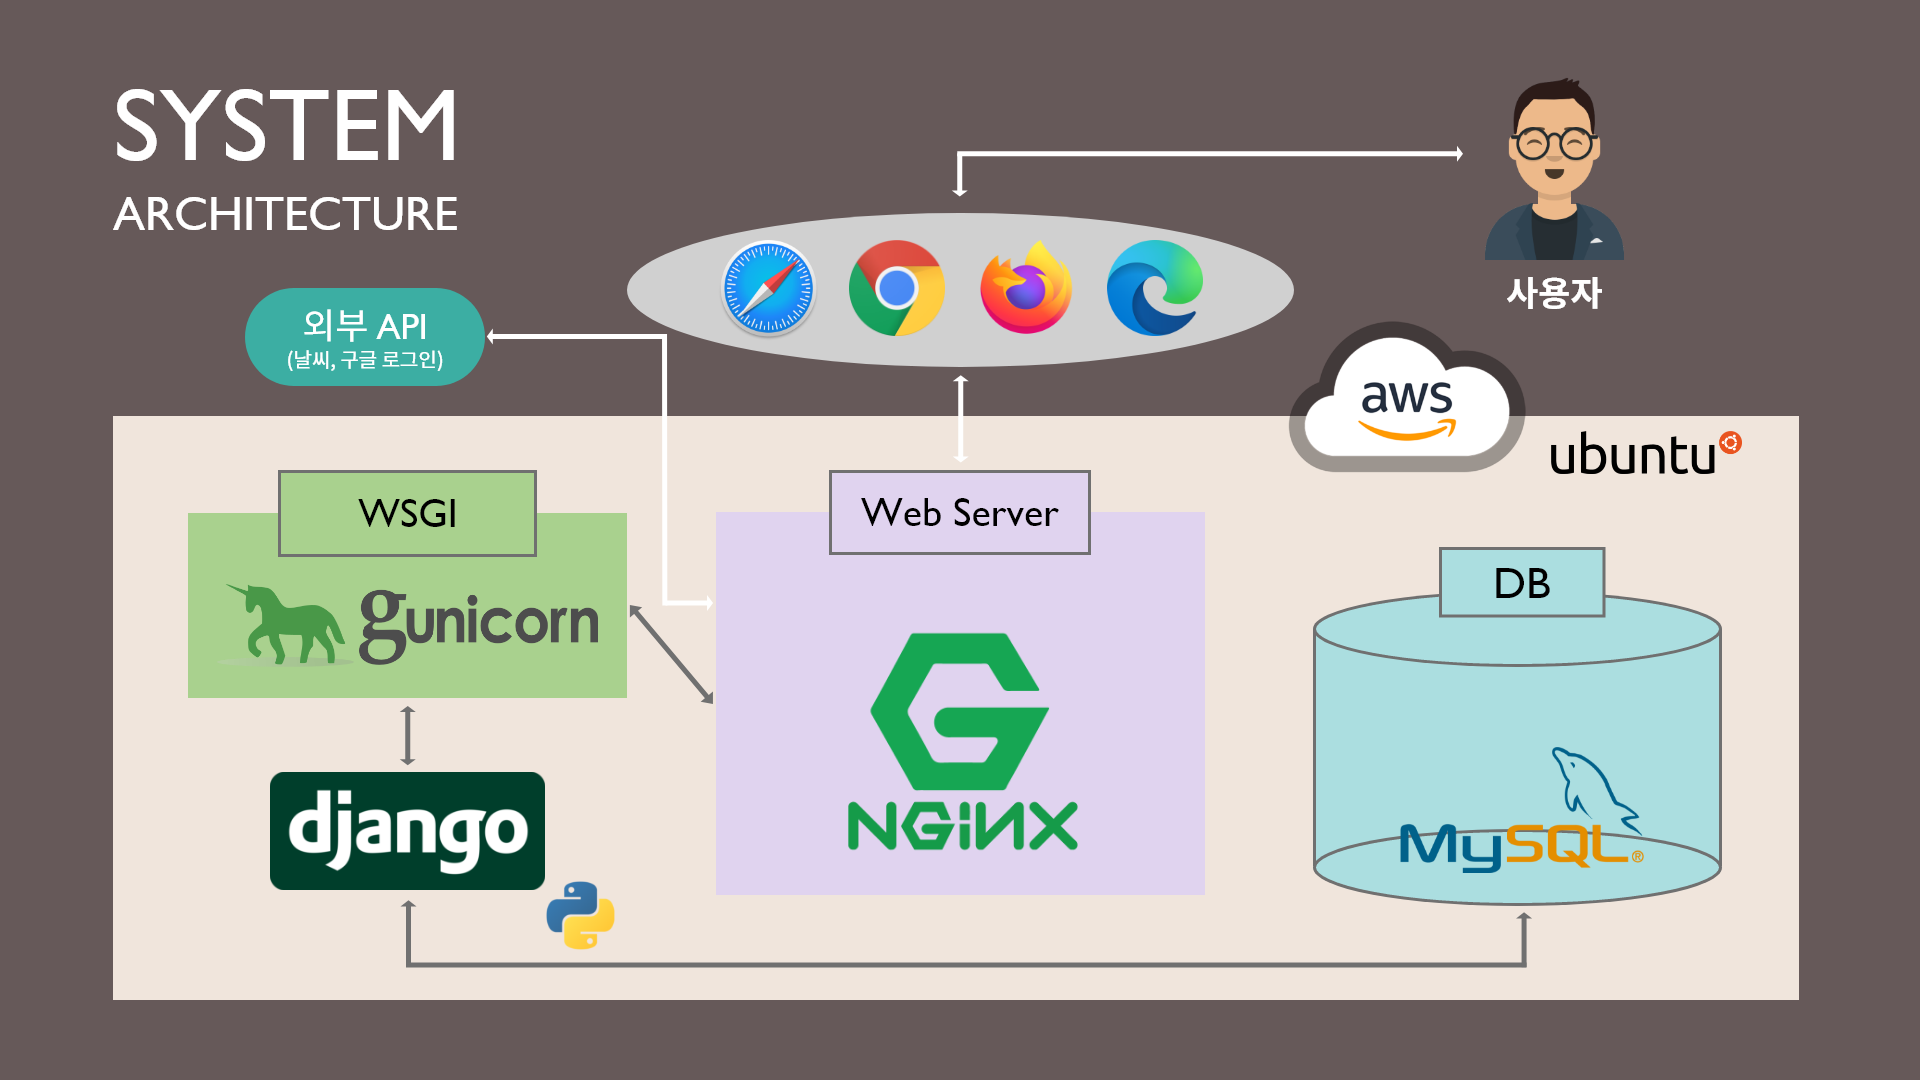 SYSTEM
ARCHITECTURE
사용자
외부 API
(날씨, 구글 로그인)
aws
ubuntu
WSGI
Web Server
gunicorn
DB
django
NGINX
MySQL®